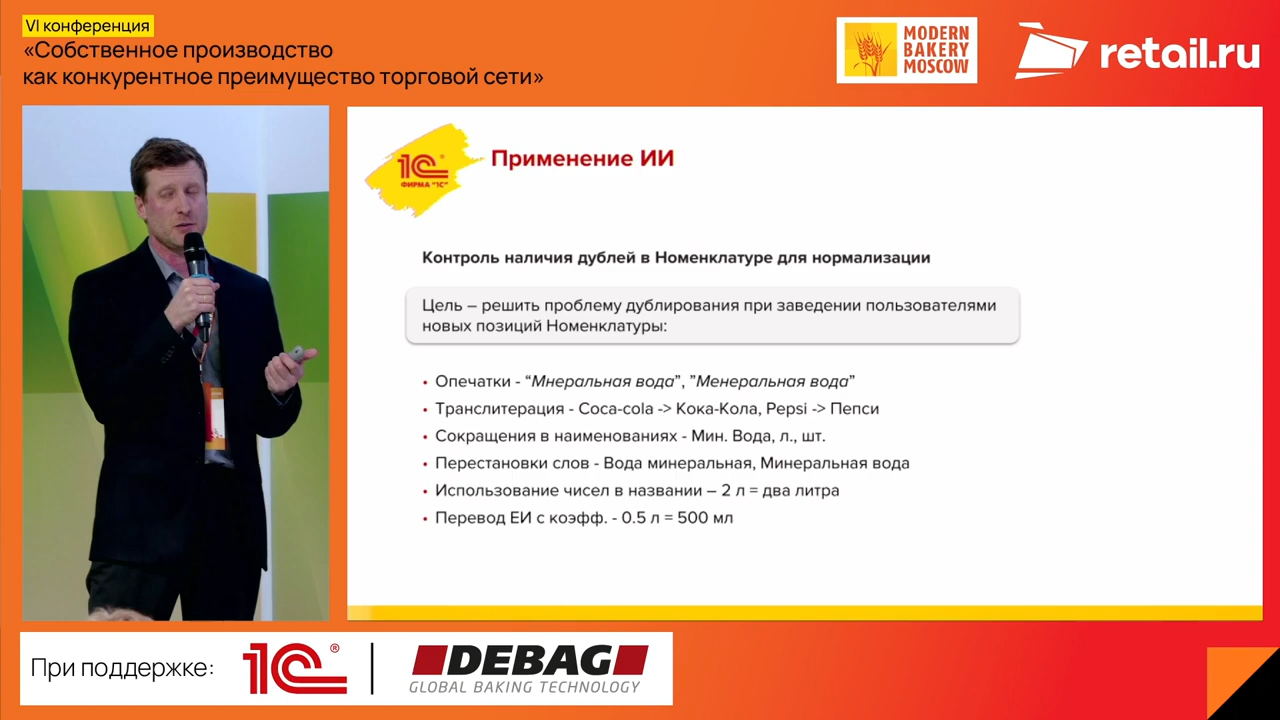 VI конференция
«Собственное производство
как конкурентное преимущество торговой сети»
MODERN
BAKERY
MOSCOW
retail.ru
1С®
ФИРМА "1С"
Применение ИИ
Контроль наличия дублей в Номенклатуре для нормализации
Цель – решить проблему дублирования при заведении пользователями
новых позиций Номенклатуры:
• Опечатки - “Мнеральная вода”, ”Менеральная вода”
• Транслитерация - Coca-cola -> Кока-Кола, Pepsi -> Пепси
• Сокращения в наименованиях - Мин. Вода, л., шт.
• Перестановки слов - Вода минеральная, Минеральная вода
• Использование чисел в названии – 2 л = два литра
• Перевод ЕИ с коэфф. - 0.5 л = 500 мл
При поддержке:
1С®
DEBAG
GLOBAL BAKING TECHNOLOGY